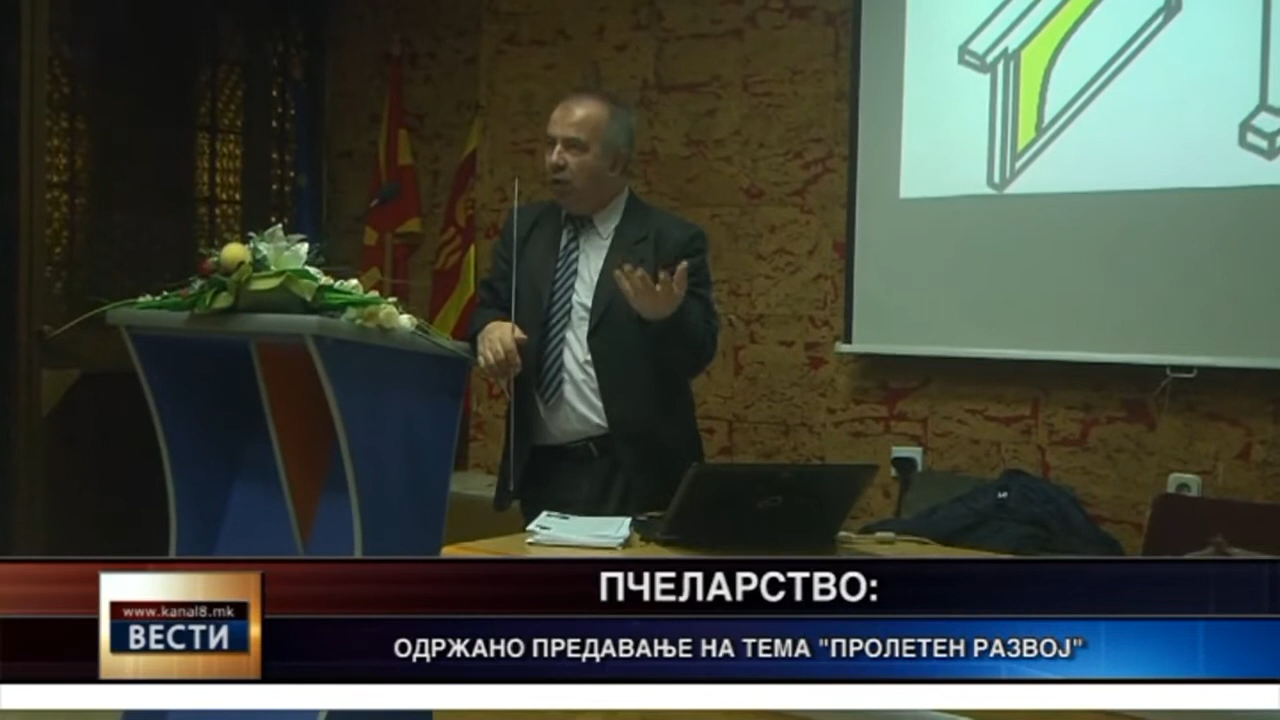 ПЧЕЛАРСТВО:
www.kanal8.mk
ВЕСТИ
ОДРЖАНО ПРЕДАВАЊЕ НА ТЕМА "ПРОЛЕТЕН РАЗВОЈ"